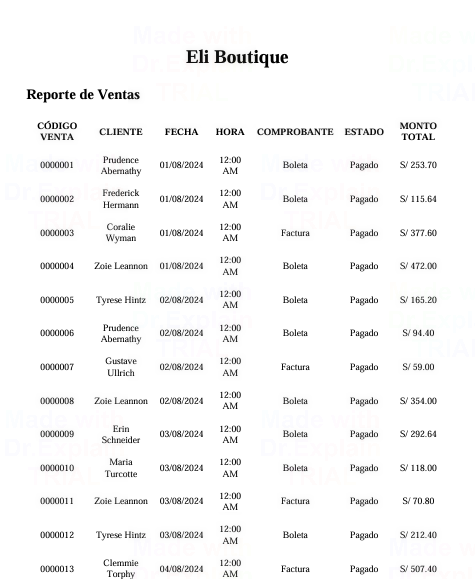 Eli Boutique
Reporte de Ventas
CÓDIGO VENTA CLIENTE FECHA HORA COMPROBANTE ESTADO MONTO TOTAL
0000001 Prudence Abernathy 01/08/2024 12:00 AM Boleta Pagado S/ 253.70
0000002 Frederick Hermann 01/08/2024 12:00 AM Boleta Pagado S/ 115.64
0000003 Coralie Wyman 01/08/2024 12:00 AM Factura Pagado S/ 377.60
0000004 Zoie Leannon 01/08/2024 12:00 AM Boleta Pagado S/ 472.00
0000005 Tyrese Hintz 02/08/2024 12:00 AM Boleta Pagado S/ 165.20
0000006 Prudence Abernathy 02/08/2024 12:00 AM Boleta Pagado S/ 94.40
0000007 Gustave Ullrich 02/08/2024 12:00 AM Factura Pagado S/ 59.00
0000008 Zoie Leannon 02/08/2024 12:00 AM Boleta Pagado S/ 354.00
0000009 Erin Schneider 03/08/2024 12:00 AM Boleta Pagado S/ 292.64
0000010 Maria Turcotte 03/08/2024 12:00 AM Boleta Pagado S/ 118.00
0000011 Zoie Leannon 03/08/2024 12:00 AM Factura Pagado S/ 70.80
0000012 Tyrese Hintz 03/08/2024 12:00 AM Boleta Pagado S/ 212.40
0000013 Clemmie Torphy 04/08/2024 12:00 AM Factura Pagado S/ 507.40
Made with
Dr.Explain
TRIAL